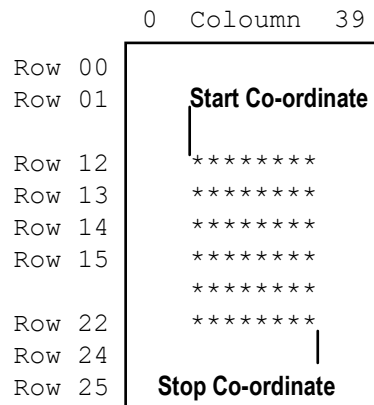 0 Coloumn 39
Row 00
Row 01 Start Co-ordinate
Row 12 ********
Row 13 ********
Row 14 ********
Row 15 ********
********
Row 22 ********
Row 24
Row 25 Stop Co-ordinate